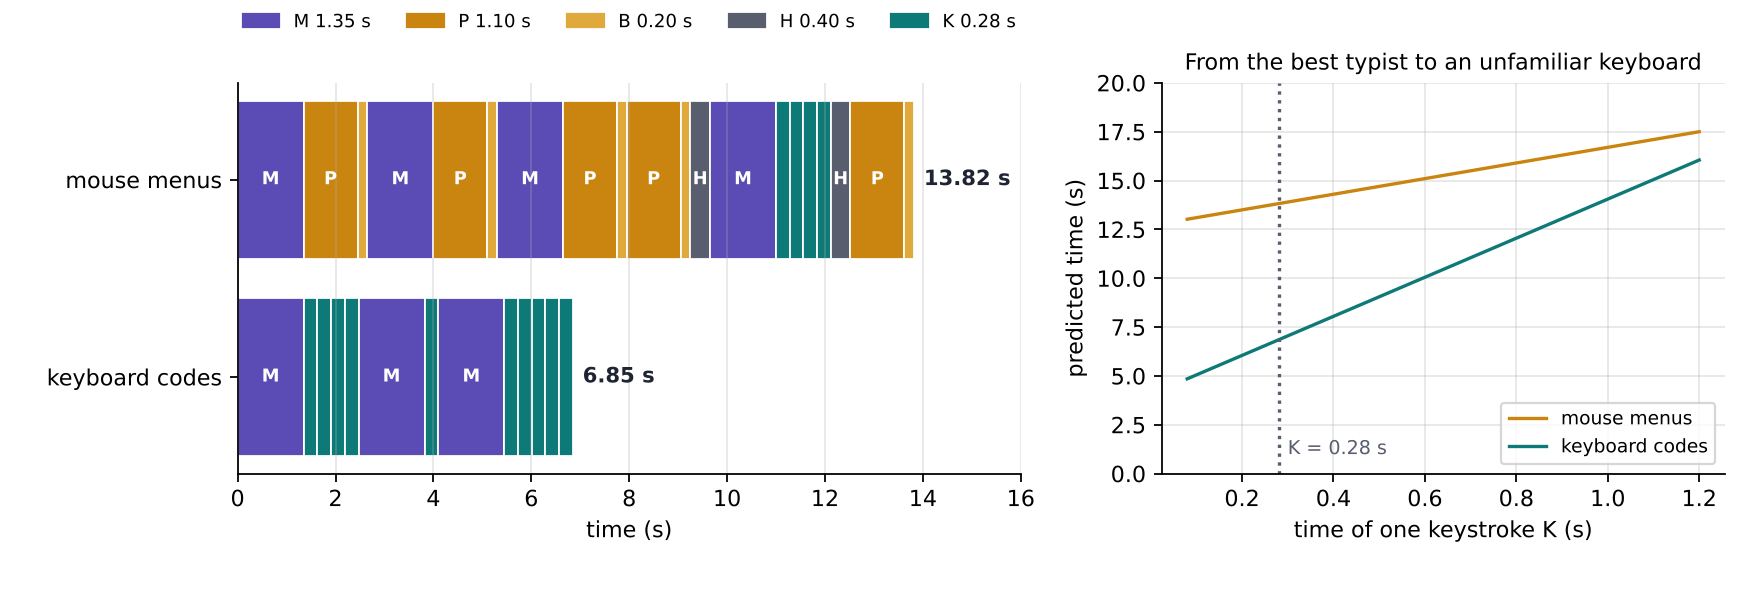 M 1.35 s P 1.10 s B 0.20 s H 0.40 s K 0.28 s
mouse menus
M P M P M P P H M H P
13.82 s
keyboard codes
M M M
6.85 s
0 2 4 6 8 10 12 14 16
time (s)
From the best typist to an unfamiliar keyboard
predicted time (s)
20.0
17.5
15.0
12.5
10.0
7.5
5.0
2.5
0.0
K = 0.28 s
mouse menus
keyboard codes
0.2 0.4 0.6 0.8 1.0 1.2
time of one keystroke K (s)